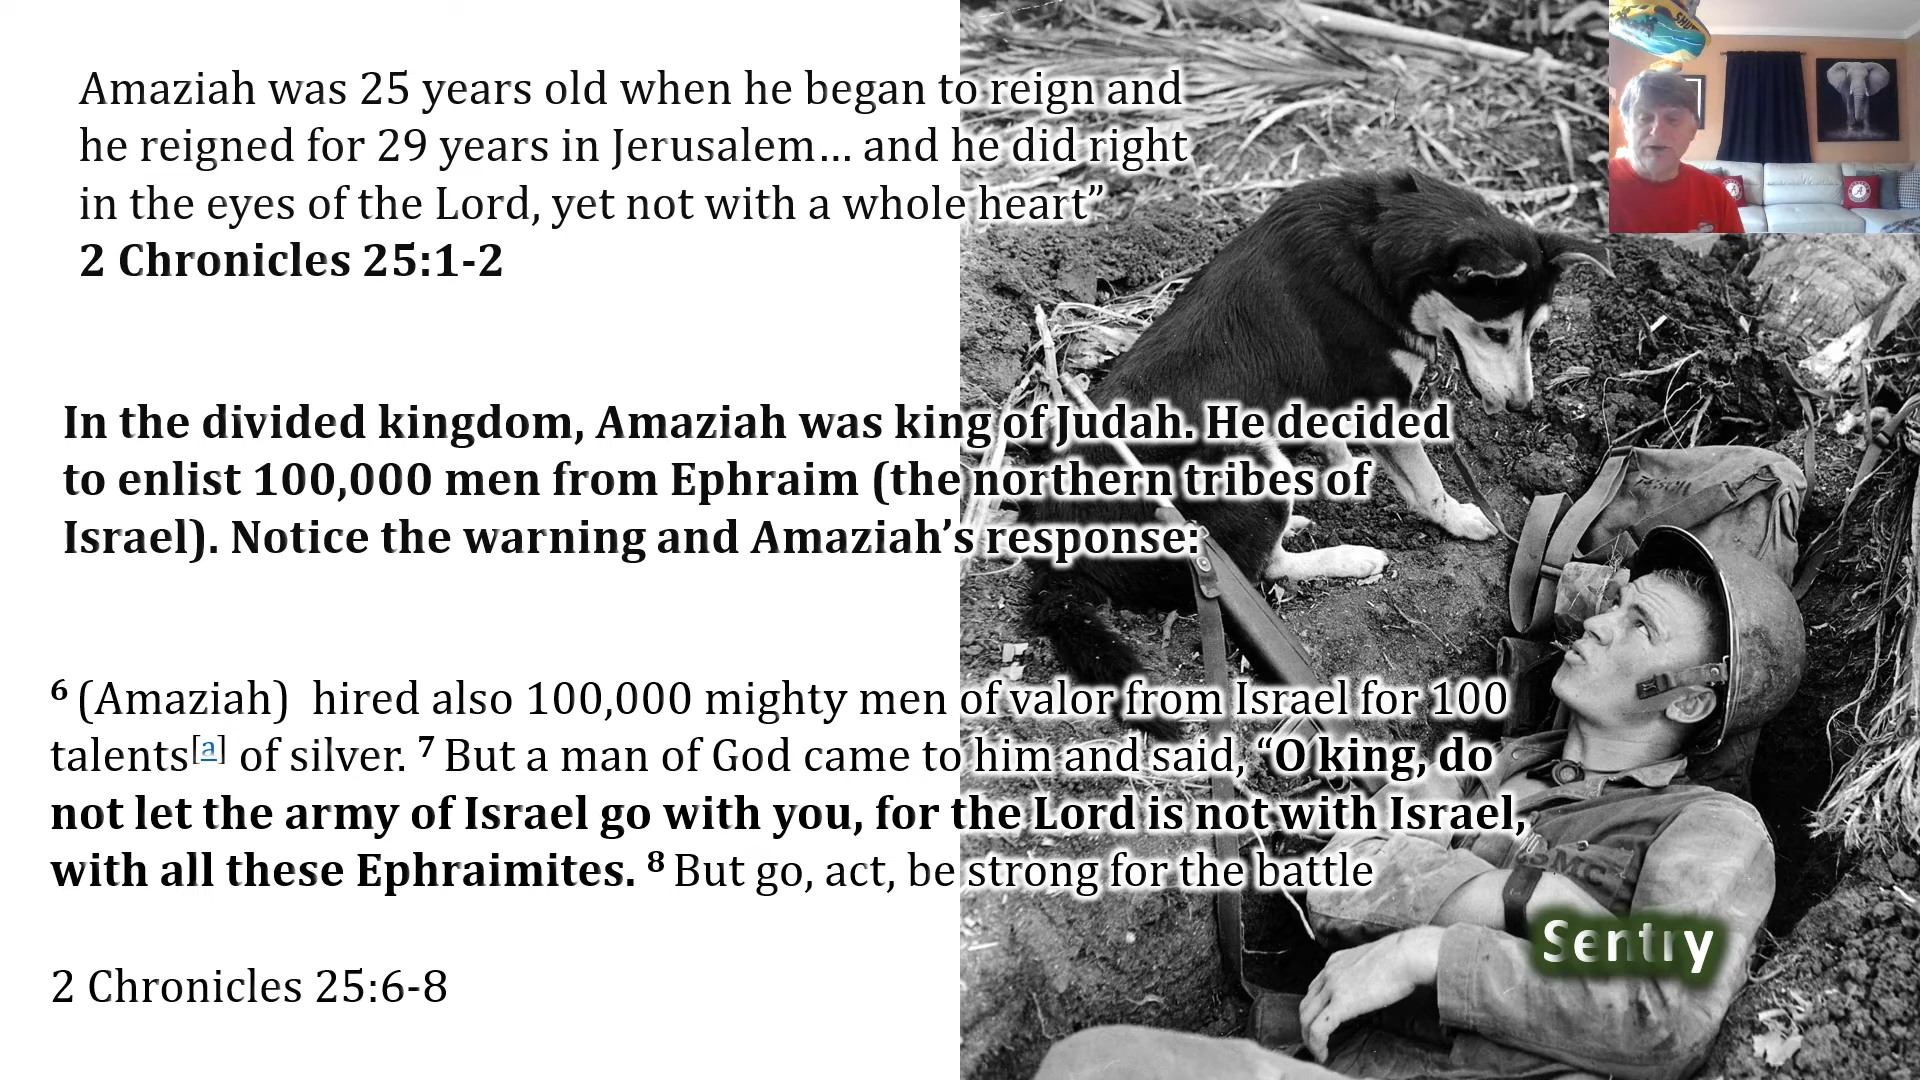 Amaziah was 25 years old when he began to reign and
he reigned for 29 years in Jerusalem… and he did right
in the eyes of the Lord, yet not with a whole heart”
2 Chronicles 25:1-2
In the divided kingdom, Amaziah was king of Judah. He decided
to enlist 100,000 men from Ephraim (the northern tribes of
Israel). Notice the warning and Amaziah’s response:
6 (Amaziah)  hired also 100,000 mighty men of valor from Israel for 100
talents[a] of silver. 7 But a man of God came to him and said, “O king, do
not let the army of Israel go with you, for the Lord is not with Israel,
with all these Ephraimites. 8 But go, act, be strong for the battle
USMC
Sentry
2 Chronicles 25:6-8